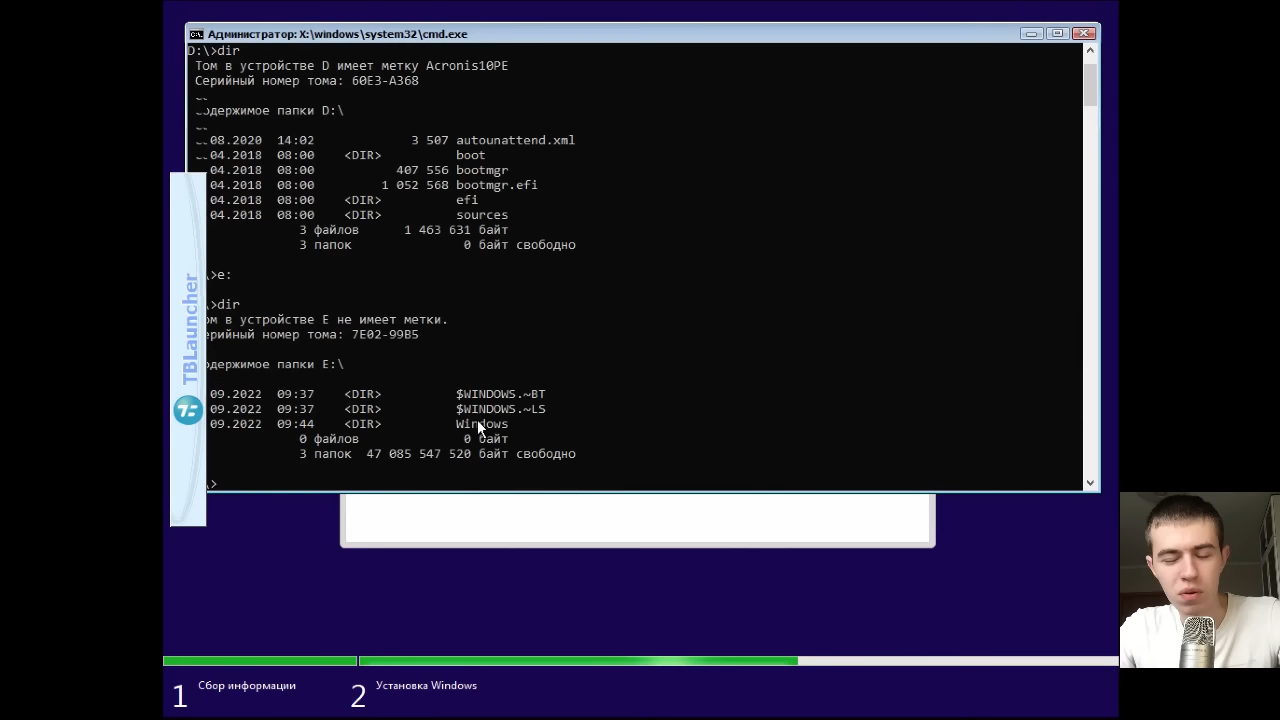 Администратор: X:\windows\system32\cmd.exe
D:\>dir
Том в устройстве D имеет метку Acronis10PE
Серийный номер тома: 60E3-A368
одержимое папки D:\
08.2020 14:02 3 507 autounattend.xml
04.2018 08:00 <DIR> boot
04.2018 08:00 407 556 bootmgr
04.2018 08:00 1 052 568 bootmgr.efi
04.2018 08:00 <DIR> efi
04.2018 08:00 <DIR> sources
3 файлов 1 463 631 байт
3 папок 0 байт свободно
\>e:
\>dir
ом в устройстве E не имеет метки.
ерийный номер тома: 7E02-99B5
одержимое папки E:\
09.2022 09:37 <DIR> $WINDOWS.~BT
09.2022 09:37 <DIR> $WINDOWS.~LS
09.2022 09:44 <DIR> Windows
0 файлов 0 байт
3 папок 47 085 547 520 байт свободно
\>
TBLauncher
1 Сбор информации
2 Установка Windows